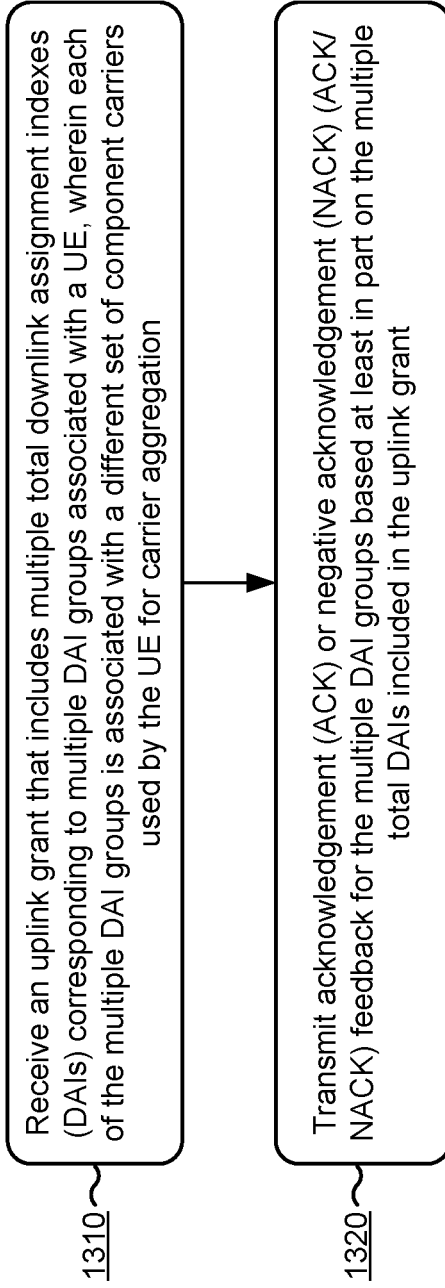 1310
Receive an uplink grant that includes multiple total downlink assignment indexes
(DAIs) corresponding to multiple DAI groups associated with a UE, wherein each
of the multiple DAI groups is associated with a different set of component carriers
used by the UE for carrier aggregation
1320
Transmit acknowledgement (ACK) or negative acknowledgement (NACK) (ACK/
NACK) feedback for the multiple DAI groups based at least in part on the multiple
total DAIs included in the uplink grant